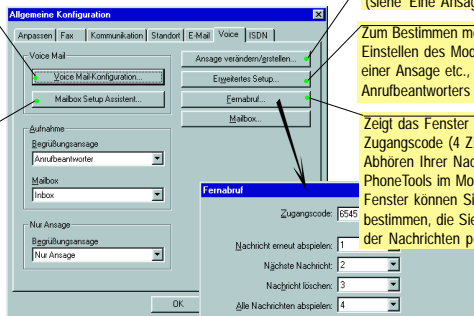 (siehe 'Eine Ansag
Allgemeine Konfiguration
Anpassen Fax Kommunikation Standort E-Mail Voice ISDN
Voice Mail
Voice Mail-Konfiguration...
Mailbox Setup Assistent...
Ansage verändern/erstellen...
Erweitertes Setup...
Fernabruf...
Mailbox...
Aufnahme
Begrüßungsansage
Anrufbeantworter
Mailbox
Inbox
Nur Ansage
Begrüßungsansage
Nur Ansage
OK
Zum Bestimmen me
Einstellen des Mod
einer Ansage etc.,
Anrufbeantworters
Zeigt das Fenster
Zugangscode (4 Z
Abhören Ihrer Nac
PhoneTools im Mo
Fenster können Si
bestimmen, die Sie
der Nachrichten p
Fernabruf
Zugangscode: 6545
Nachricht erneut abspielen: 1
Nächste Nachricht: 2
Nachricht löschen: 3
Alle Nachrichten abspielen: 4